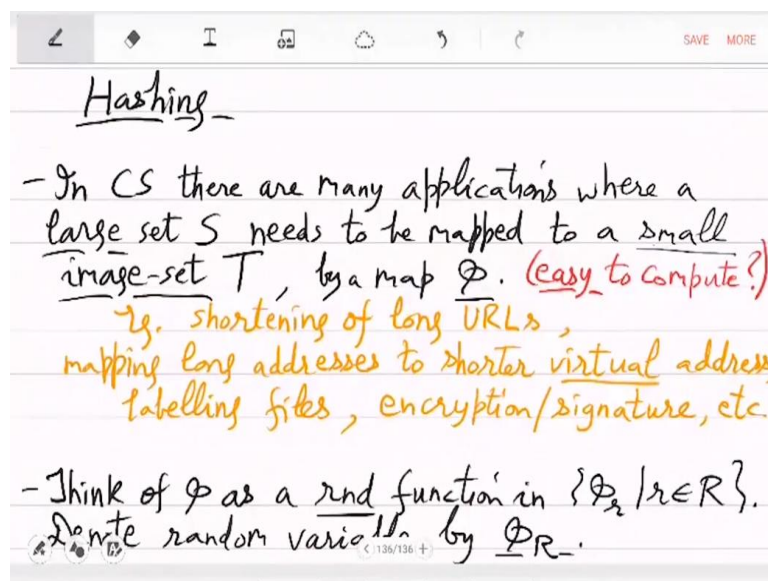 SAVE MORE
Hashing
- In CS there are many applications where a
large set S needs to be mapped to a small
image-set T, by a map φ. (easy to compute?)
eg. shortening of long URLs,
mapping long addresses to shorter virtual address
labelling files, encryption/signature, etc.
- Think of φ as a rnd function in {φ_r | r∈R}.
Denote random variable by φ_R.
136/136